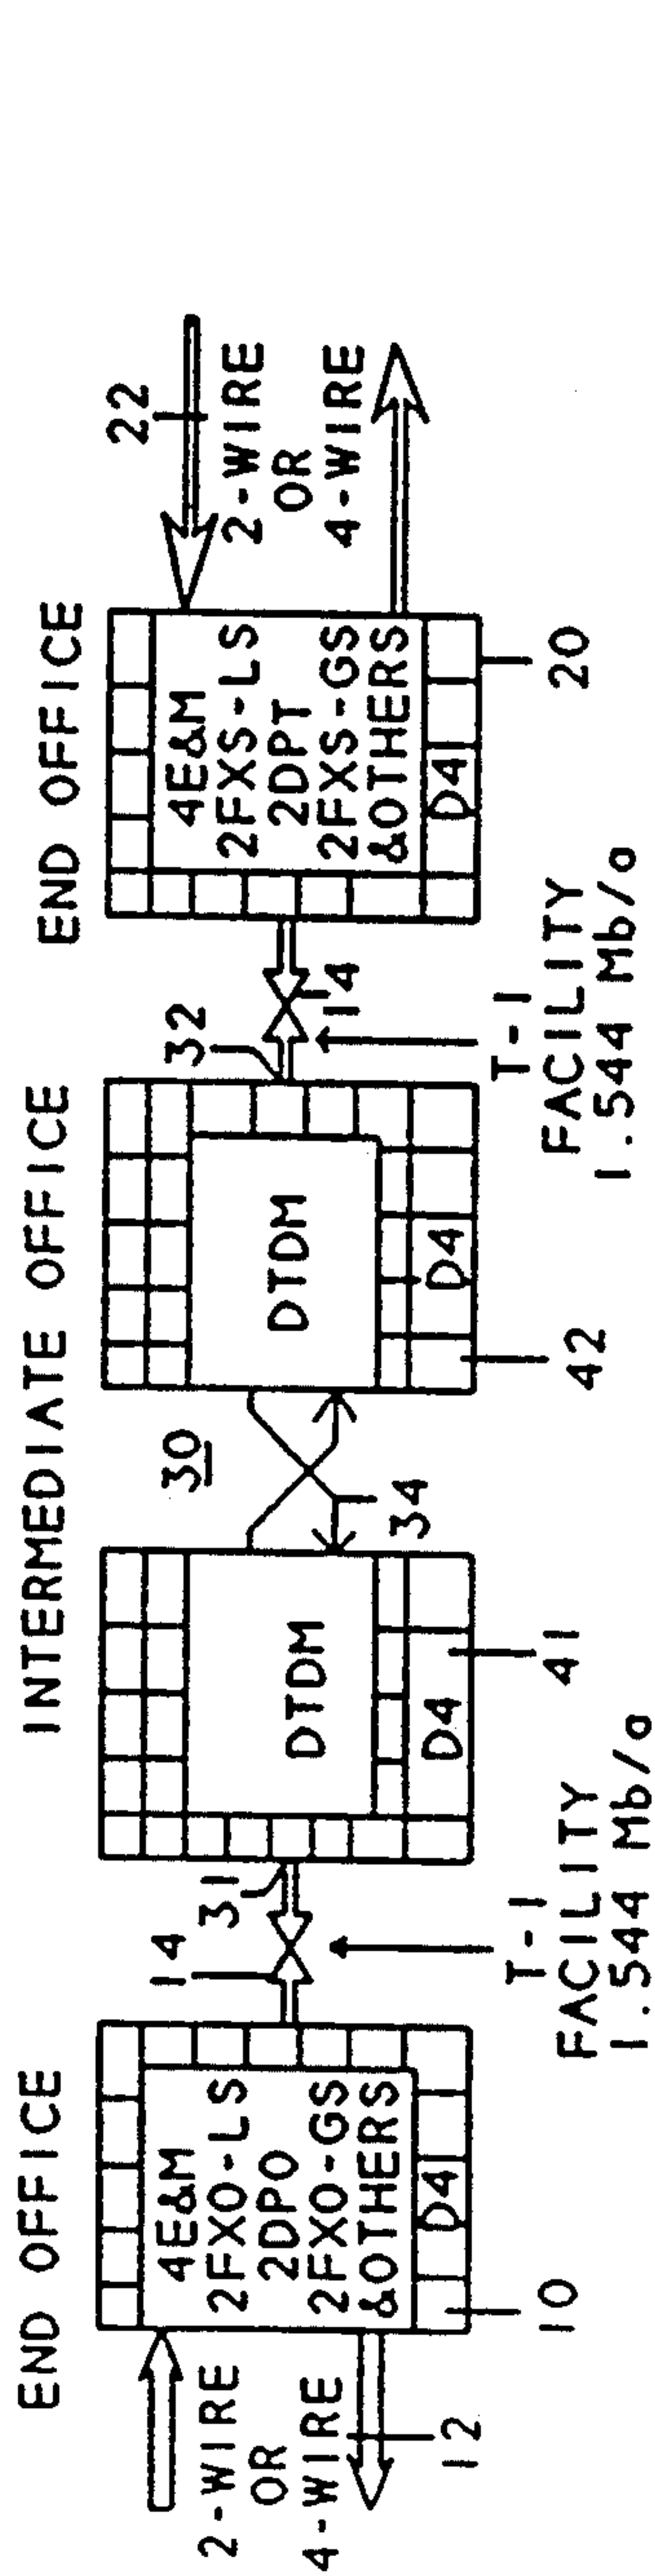 END OFFICE
INTERMEDIATE OFFICE
END OFFICE
2-WIRE
OR
4-WIRE
12
4E&M
2FXO-LS
2DPO
2FXO-GS
&OTHERS
D4
10
14
31
T-1
FACILITY
1.544 Mb/o
DTDM
D4
41
30
34
DTDM
D4
42
32
14
T-1
FACILITY
1.544 Mb/o
4E&M
2FXS-LS
2DPT
2FXS-GS
&OTHERS
D4
20
22
2-WIRE
OR
4-WIRE